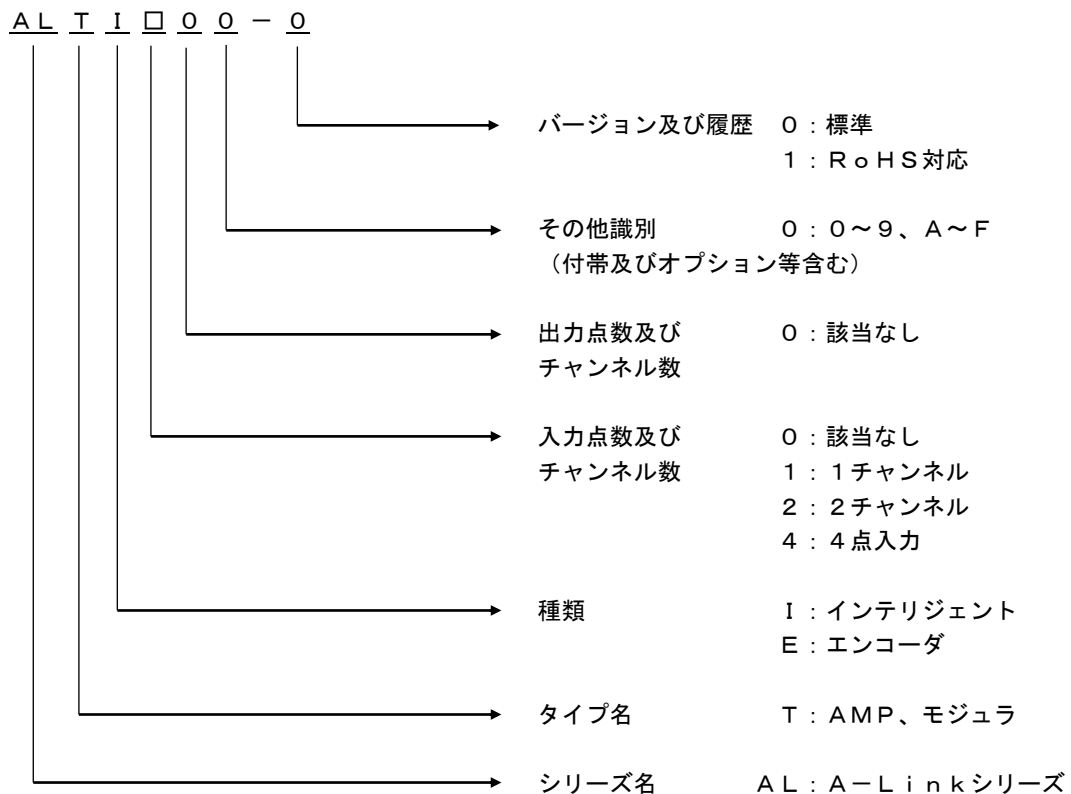 ＡＬ Ｔ Ｉ □ ０ ０ － ０
バージョン及び履歴　０：標準
１：ＲｏＨＳ対応
その他識別　０：０～９、Ａ～Ｆ
（付帯及びオプション等含む）
出力点数及び　０：該当なし
チャンネル数
入力点数及び　０：該当なし
チャンネル数　１：１チャンネル
２：２チャンネル
４：４点入力
種類　Ｉ：インテリジェント
Ｅ：エンコーダ
タイプ名　Ｔ：ＡＭＰ、モジュラ
シリーズ名　ＡＬ：Ａ－Ｌｉｎｋシリーズ